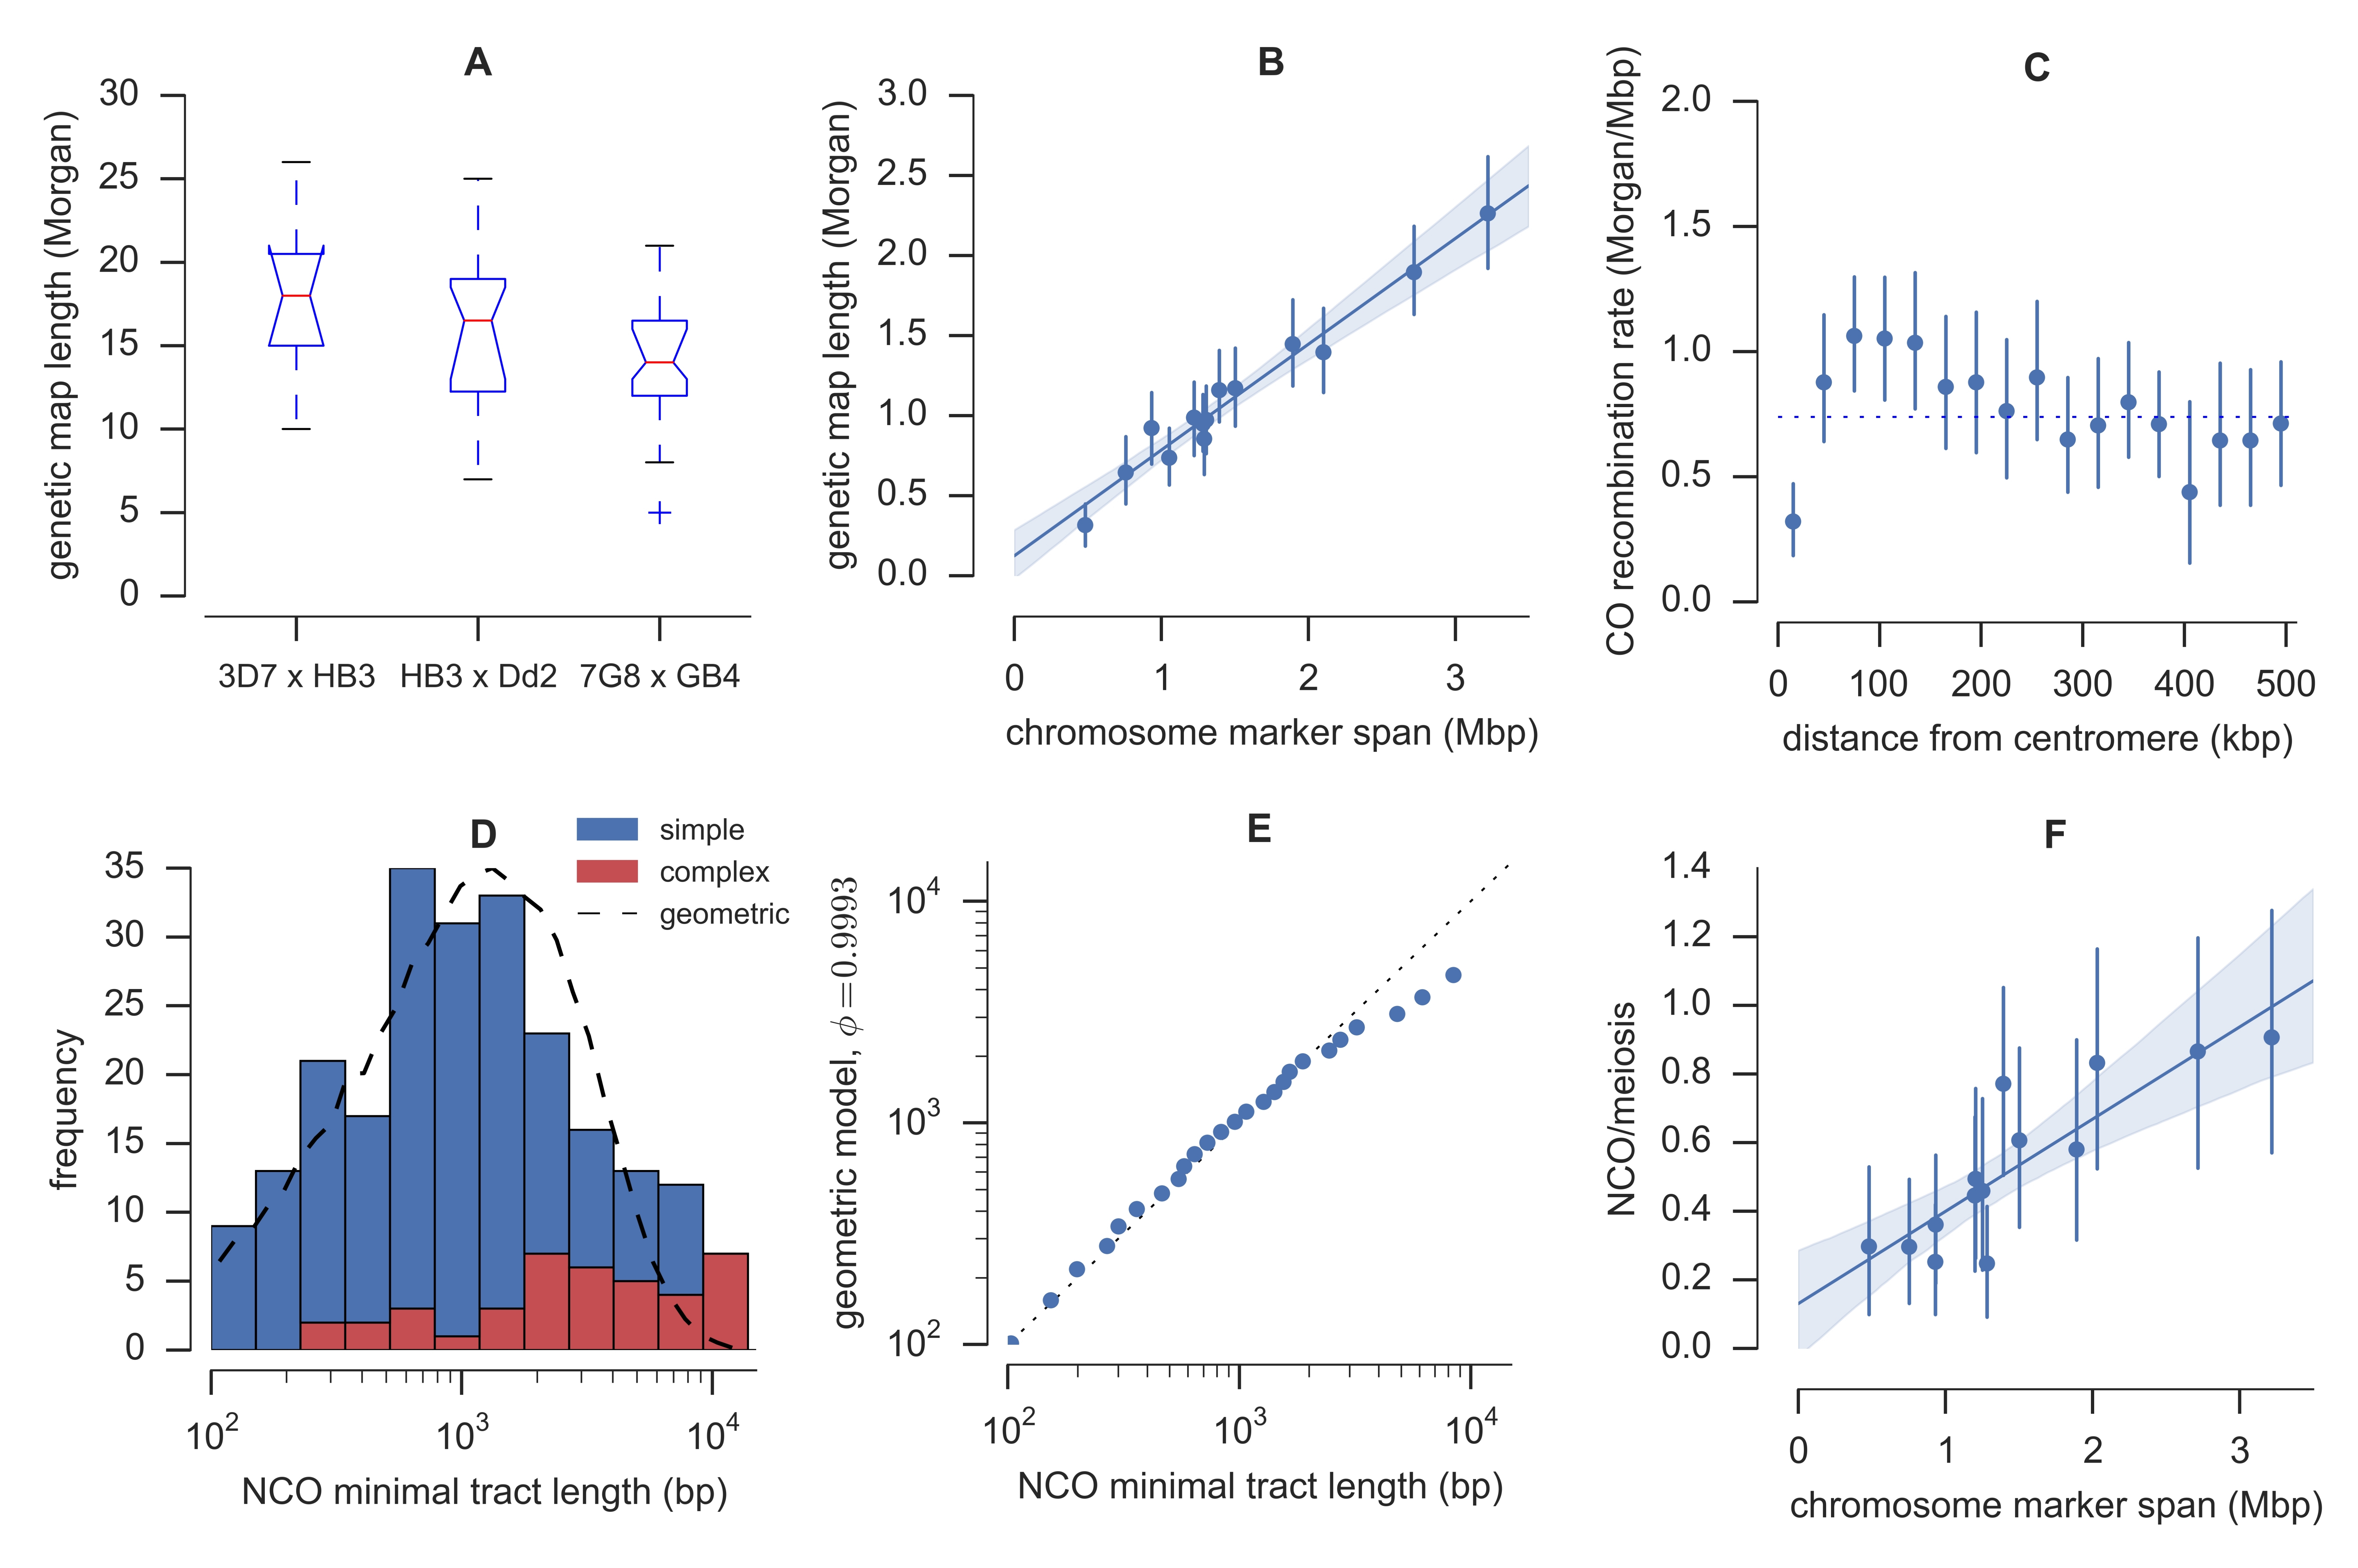 A
30
25
20
15
10
5
0
genetic map length (Morgan)
3D7 x HB3 HB3 x Dd2 7G8 x GB4
B
3.0
2.5
2.0
1.5
1.0
0.5
0.0
genetic map length (Morgan)
0 1 2 3
chromosome marker span (Mbp)
C
2.0
1.5
1.0
0.5
0.0
CO recombination rate (Morgan/Mbp)
0 100 200 300 400 500
distance from centromere (kbp)
D
simple
complex
geometric
35
30
25
20
15
10
5
0
frequency
10² 10³ 10⁴
NCO minimal tract length (bp)
E
10⁴
10³
10²
geometric model, ϕ=0.9993
10² 10³ 10⁴
NCO minimal tract length (bp)
F
1.4
1.2
1.0
0.8
0.6
0.4
0.2
0.0
NCO/meiosis
0 1 2 3
chromosome marker span (Mbp)